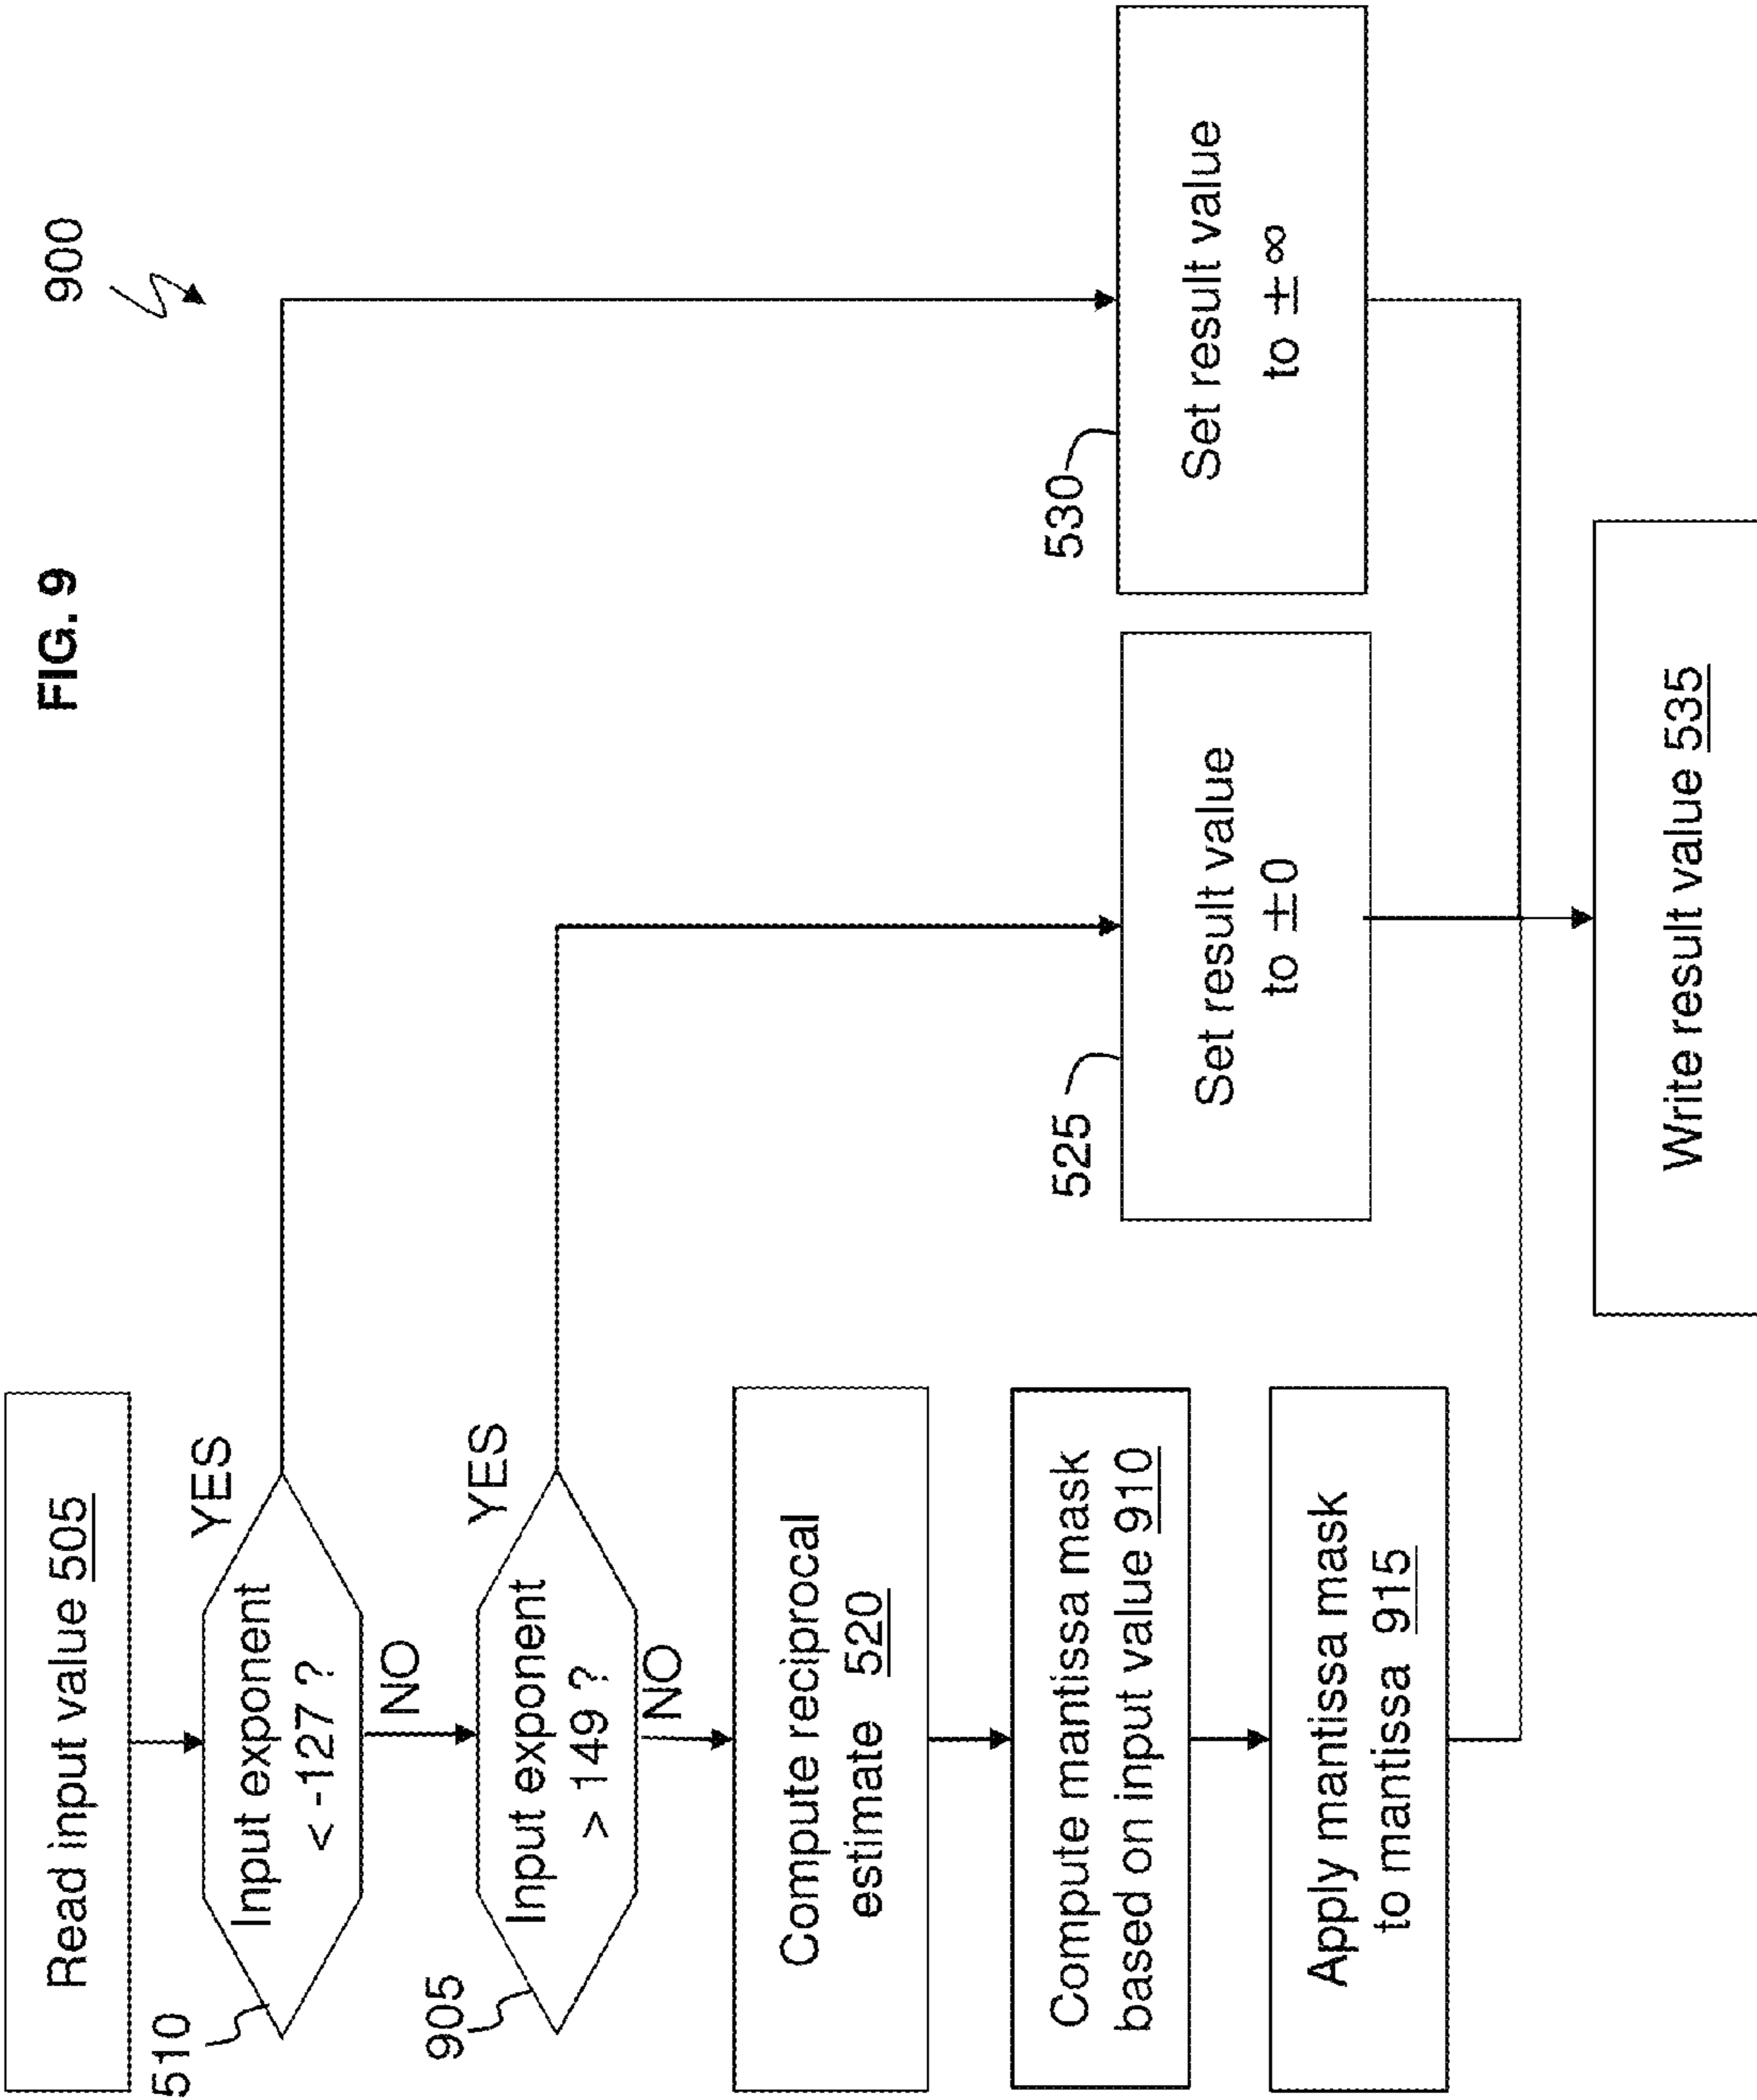 FIG. 9
900
Read input value 505
510
Input exponent
< -127 ?
YES
NO
905
Input exponent
> 149 ?
YES
NO
Compute reciprocal
estimate 520
Compute mantissa mask
based on input value 910
Apply mantissa mask
to mantissa 915
525
Set result value
to ±0
530
Set result value
to ±∞
Write result value 535